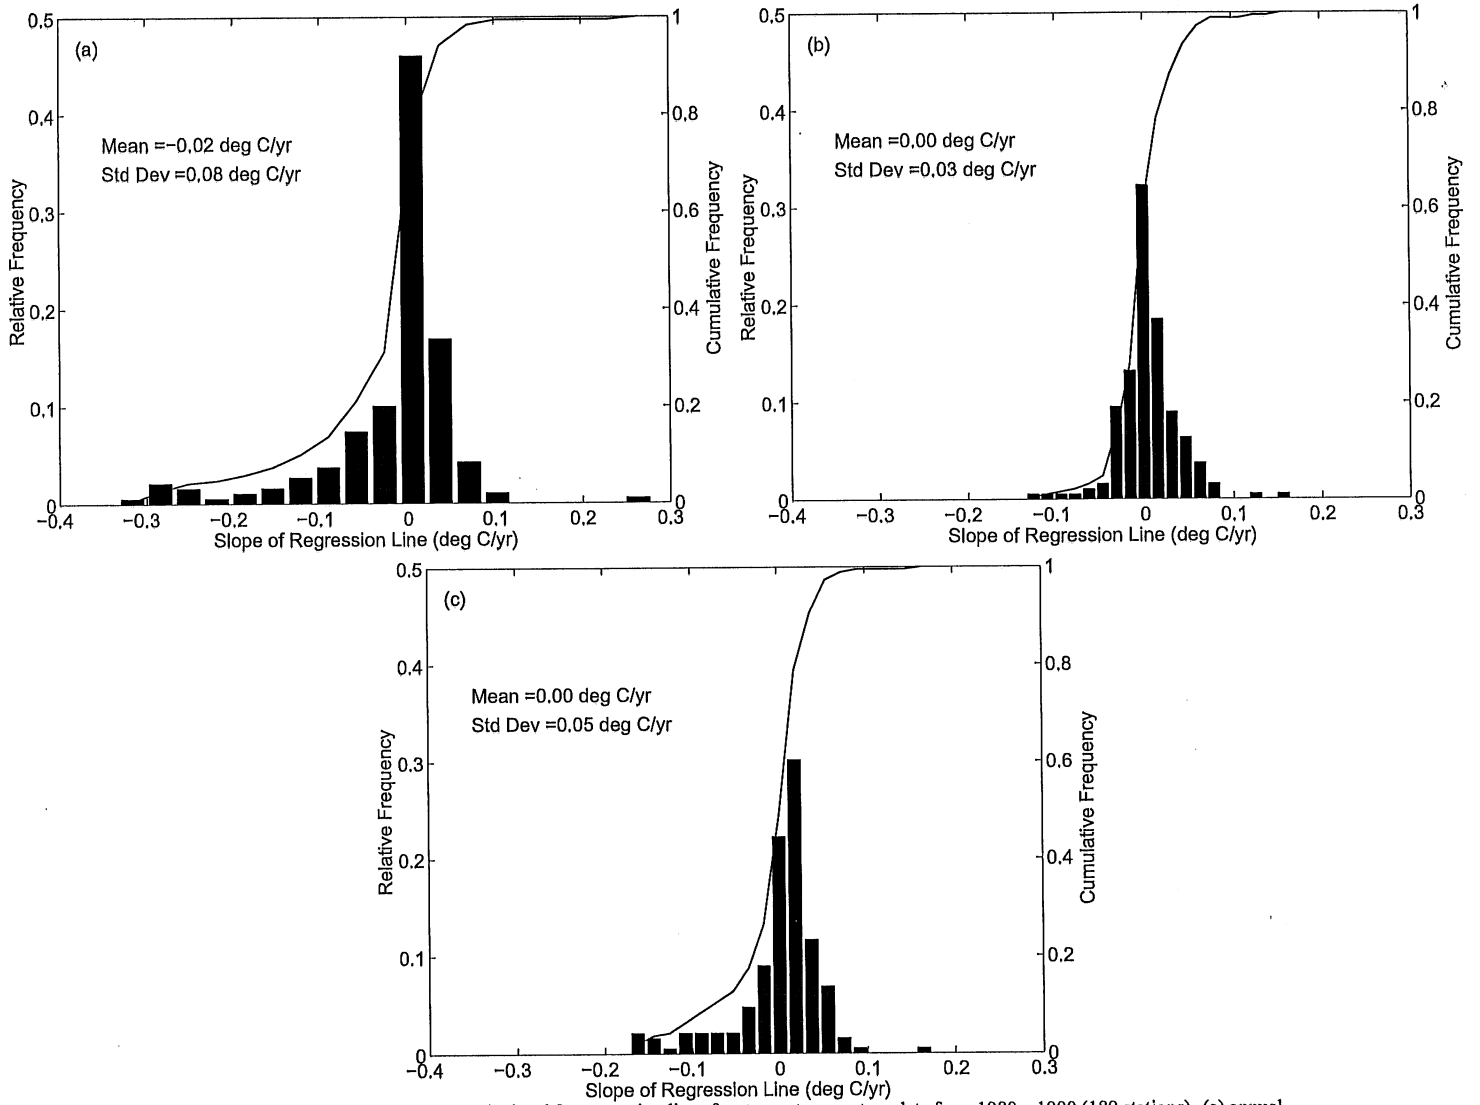 (a)
Mean =−0.02 deg C/yr
Std Dev =0.08 deg C/yr
Relative Frequency
0.5
0.4
0.3
0.2
0.1
0
Cumulative Frequency
1
0.8
0.6
0.4
0.2
0
−0.4 −0.3 −0.2 −0.1 0 0.1 0.2 0.3
Slope of Regression Line (deg C/yr)
(b)
Mean =0.00 deg C/yr
Std Dev =0.03 deg C/yr
Relative Frequency
0.5
0.4
0.3
0.2
0.1
0
Cumulative Frequency
1
0.8
0.6
0.4
0.2
0
−0.4 −0.3 −0.2 −0.1 0 0.1 0.2 0.3
Slope of Regression Line (deg C/yr)
(c)
Mean =0.00 deg C/yr
Std Dev =0.05 deg C/yr
Relative Frequency
0.5
0.4
0.3
0.2
0.1
0
Cumulative Frequency
1
0.8
0.6
0.4
0.2
0
−0.4 −0.3 −0.2 −0.1 0 0.1 0.2 0.3
Slope of Regression Line (deg C/yr)
(a) annual